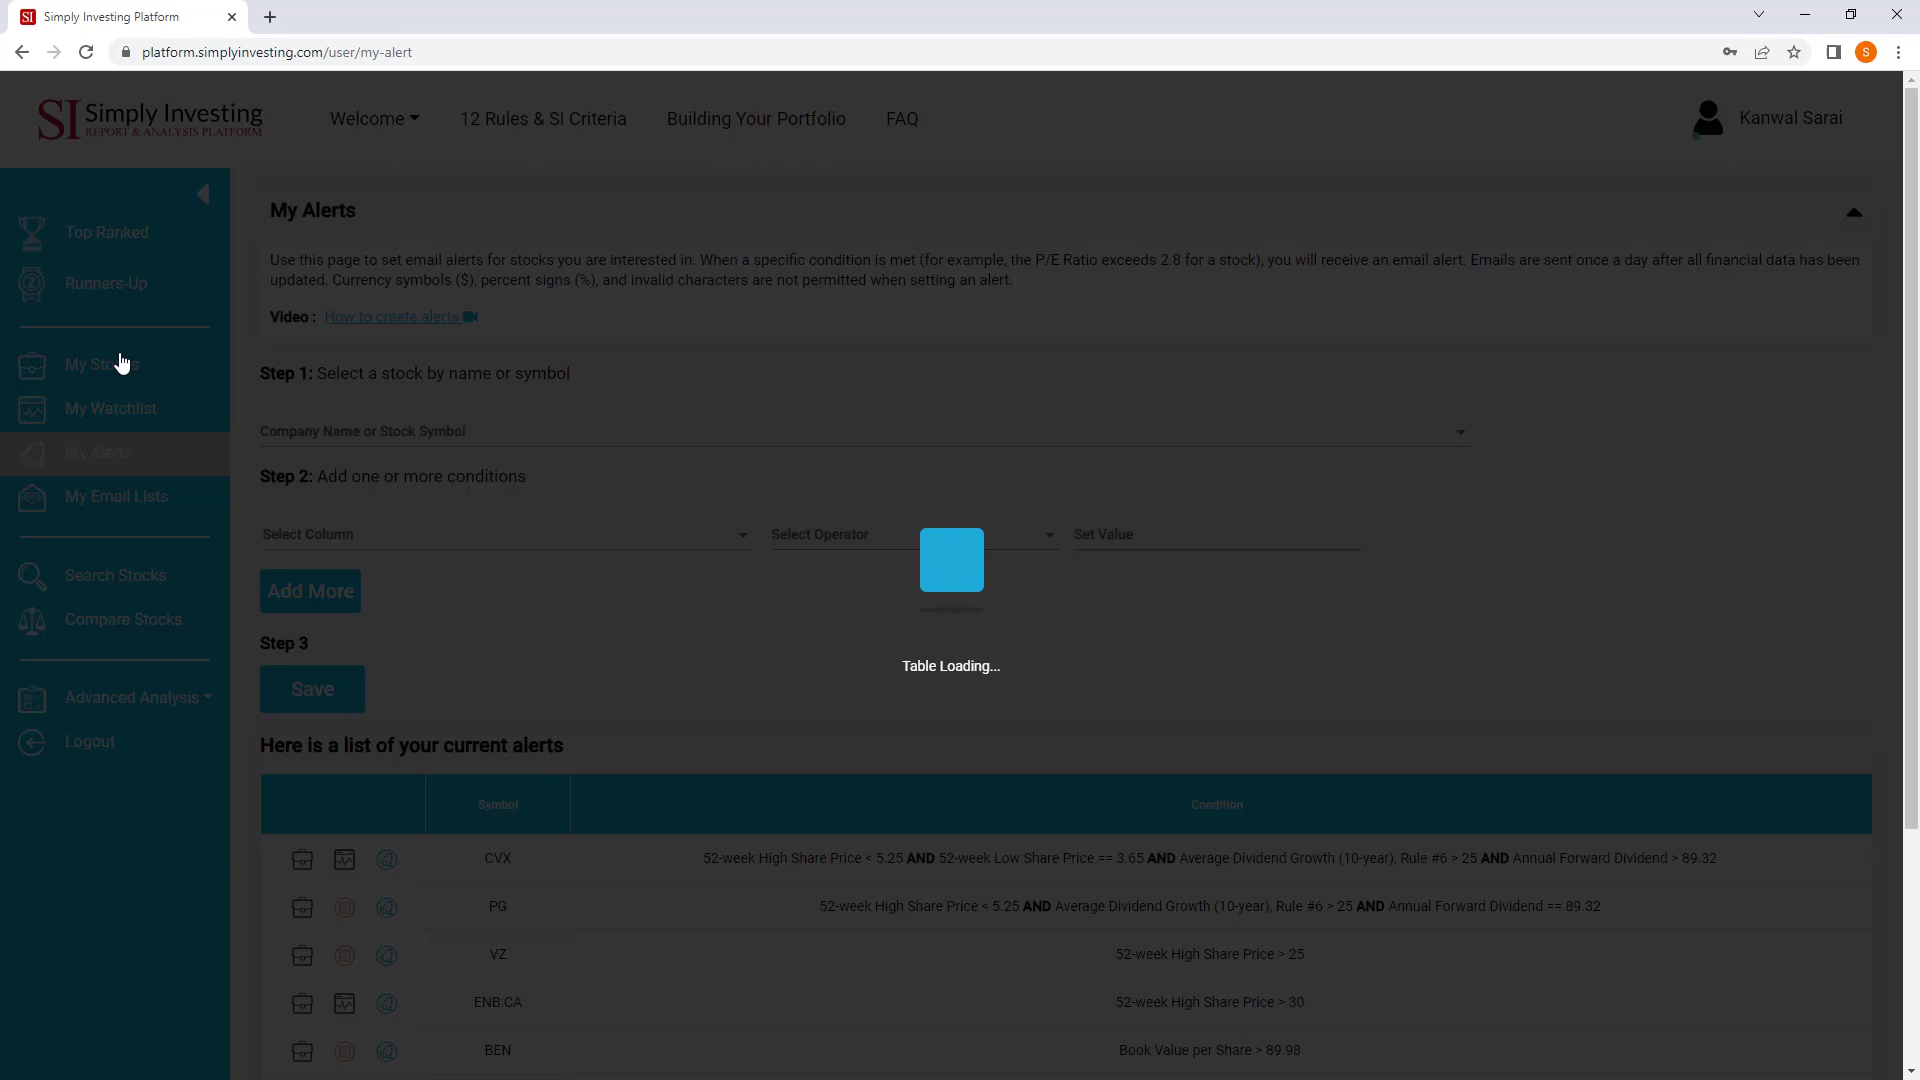 SI Simply Investing Platform
platform.simplyinvesting.com/user/my-alert
S
SI Simply Investing
REPORT & ANALYSIS PLATFORM
Welcome
12 Rules & SI Criteria
Building Your Portfolio
FAQ
Kanwal Sarai
Top Ranked
Runners-Up
My Stocks
My Watchlist
My Alerts
My Email Lists
Search Stocks
Compare Stocks
Advanced Analysis
Logout
My Alerts
Use this page to set email alerts for stocks you are interested in. When a specific condition is met (for example, the P/E Ratio exceeds 2.8 for a stock), you will receive an email alert. Emails are sent once a day after all financial data has been
updated. Currency symbols ($), percent signs (%), and invalid characters are not permitted when setting an alert.
Video : How to create alerts
Step 1: Select a stock by name or symbol
Company Name or Stock Symbol
Step 2: Add one or more conditions
Select Column Select Operator Set Value
Add More
Table Loading...
Step 3
Save
Here is a list of your current alerts
Symbol Condition
CVX 52-week High Share Price < 5.25 AND 52-week Low Share Price == 3.65 AND Average Dividend Growth (10-year), Rule #6 > 25 AND Annual Forward Dividend > 89.32
PG 52-week High Share Price < 5.25 AND Average Dividend Growth (10-year), Rule #6 > 25 AND Annual Forward Dividend == 89.32
VZ 52-week High Share Price > 25
ENB:CA 52-week High Share Price > 30
BEN Book Value per Share > 89.98